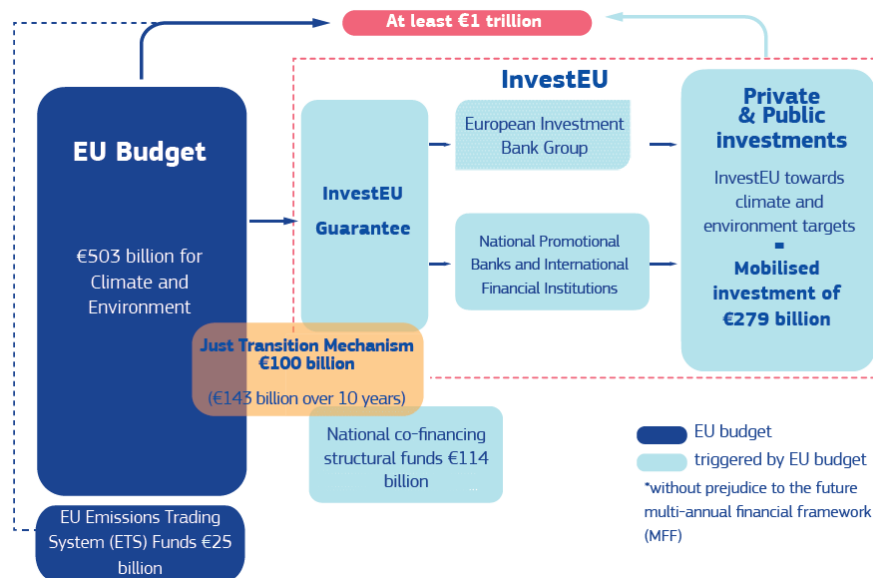 At least €1 trillion
InvestEU
EU Budget
€503 billion for
Climate and
Environment
InvestEU
Guarantee
European Investment
Bank Group
National Promotional
Banks and International
Financial Institutions
Private
& Public
investments
InvestEU towards
climate and
environment targets
=
Mobilised
investment of
€279 billion
Just Transition Mechanism
€100 billion
(€143 billion over 10 years)
National co-financing
structural funds €114
billion
...
EU Emissions Trading
System (ETS) Funds €25
billion
EU budget
triggered by EU budget
*without prejudice to the future
multi-annual financial framework
(MFF)